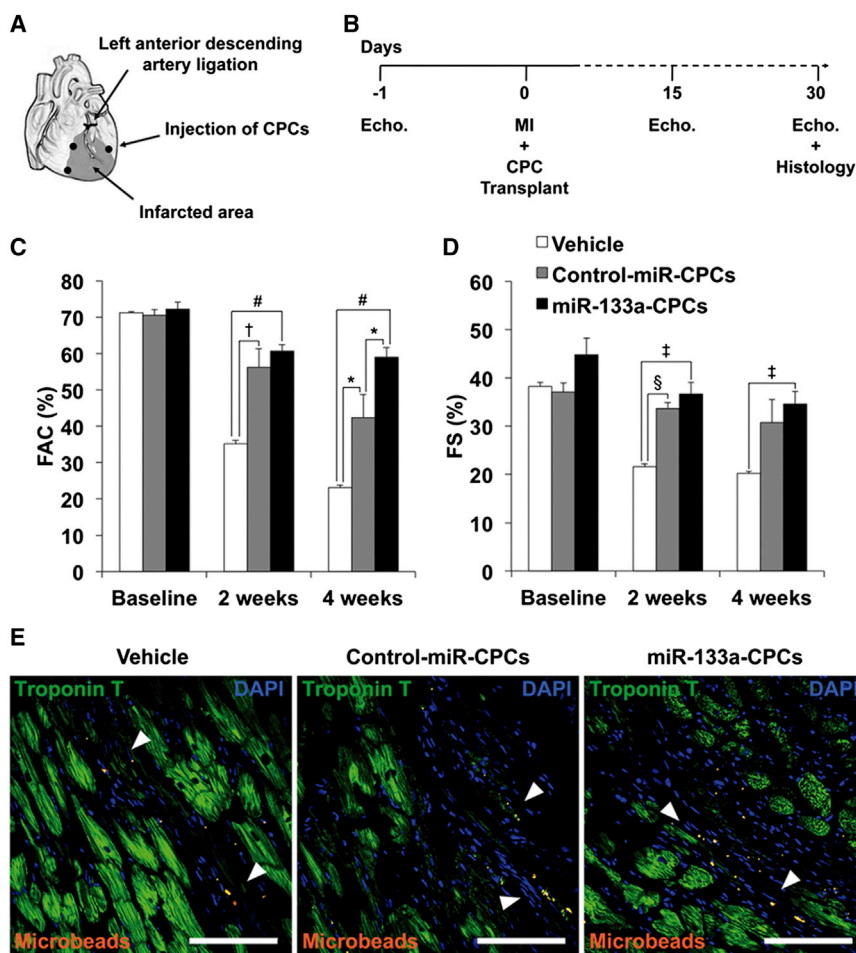 A
Left anterior descending
artery ligation
Injection of CPCs
Infarcted area
B
Days
-1
0
15
30
Echo.
MI
+
CPC
Transplant
Echo.
Echo.
+
Histology
C
80
70
60
50
40
30
20
10
0
FAC (%)
#
†
#
*
*
Baseline
2 weeks
4 weeks
D
Vehicle
Control-miR-CPCs
miR-133a-CPCs
60
50
40
30
20
10
0
FS (%)
‡
§
‡
Baseline
2 weeks
4 weeks
E
Vehicle
Control-miR-CPCs
miR-133a-CPCs
Troponin T
DAPI
Microbeads
Troponin T
DAPI
Microbeads
Troponin T
DAPI
Microbeads